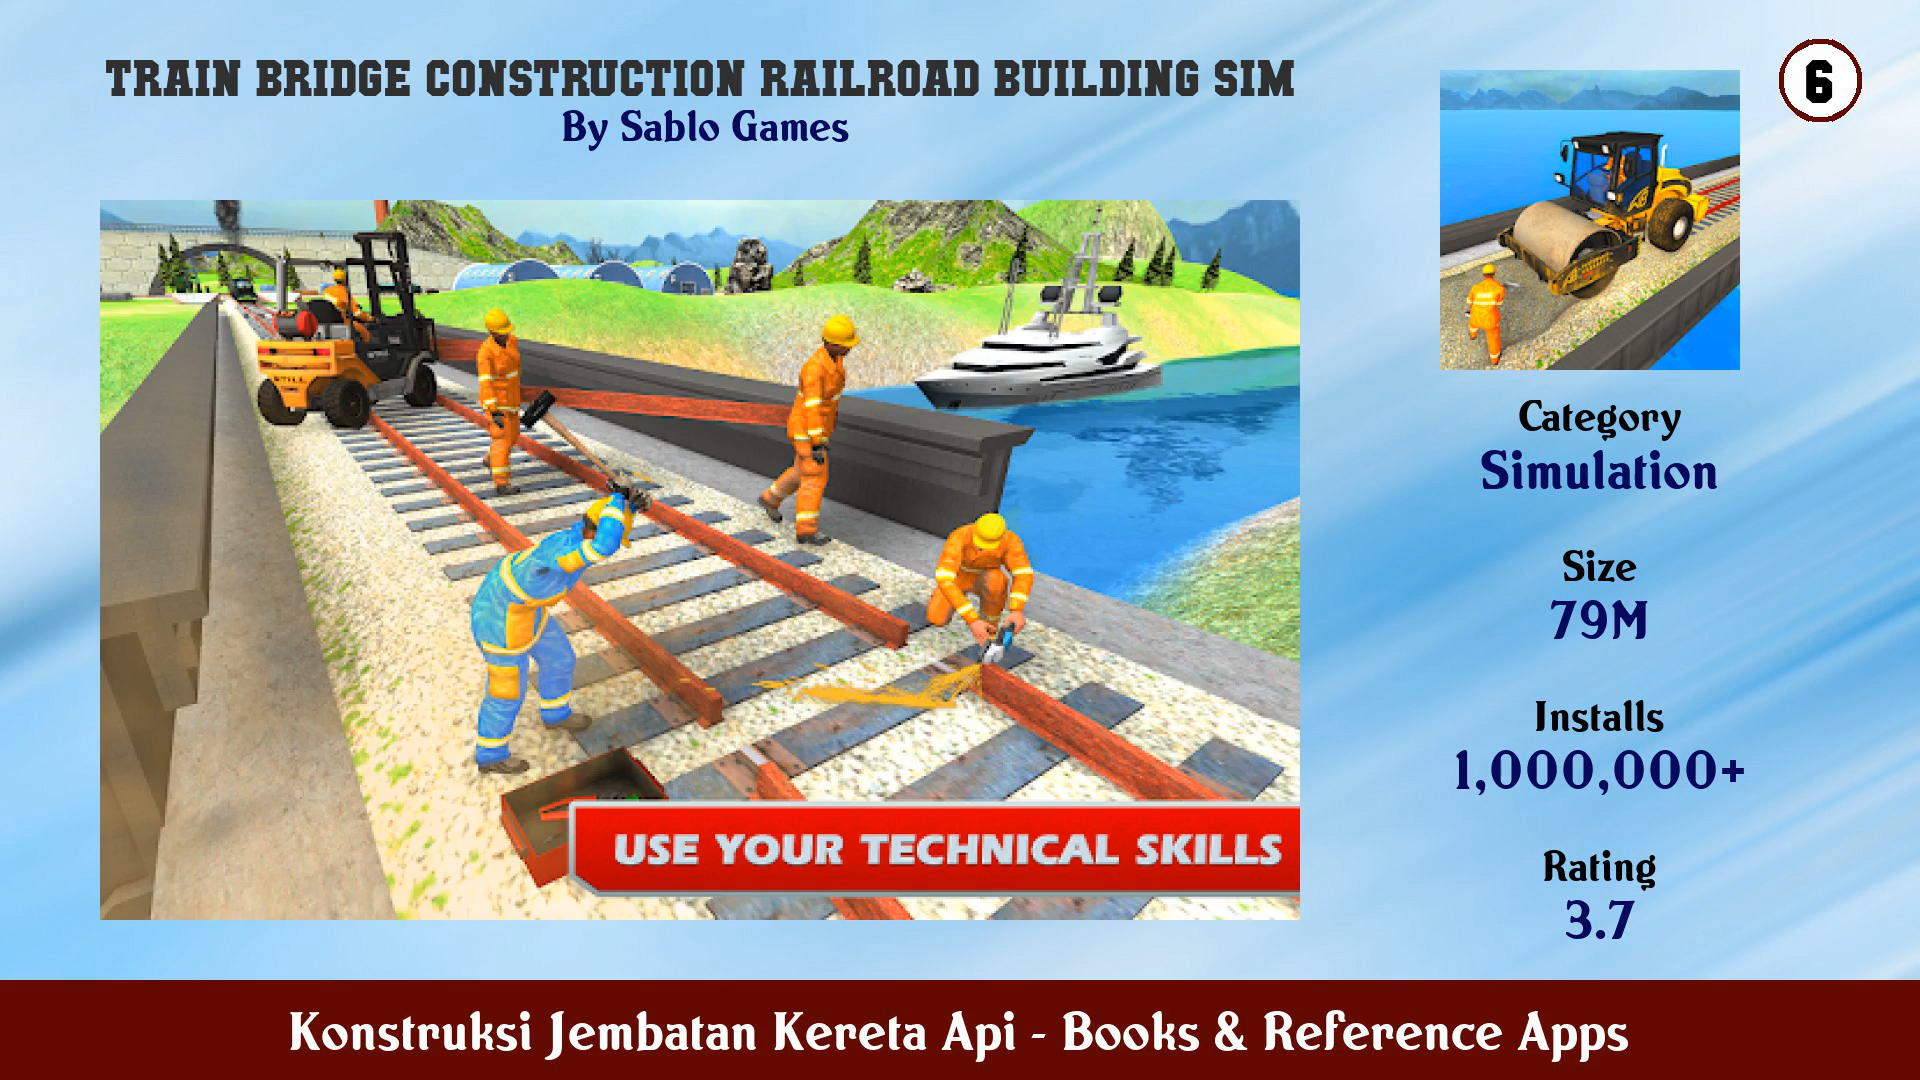 TRAIN BRIDGE CONSTRUCTION RAILROAD BUILDING SIM
By Sablo Games
6
STILL
USE YOUR TECHNICAL SKILLS
Category
Simulation
Size
79M
Installs
1,000,000+
Rating
3.7
Konstruksi Jembatan Kereta Api - Books & Reference Apps